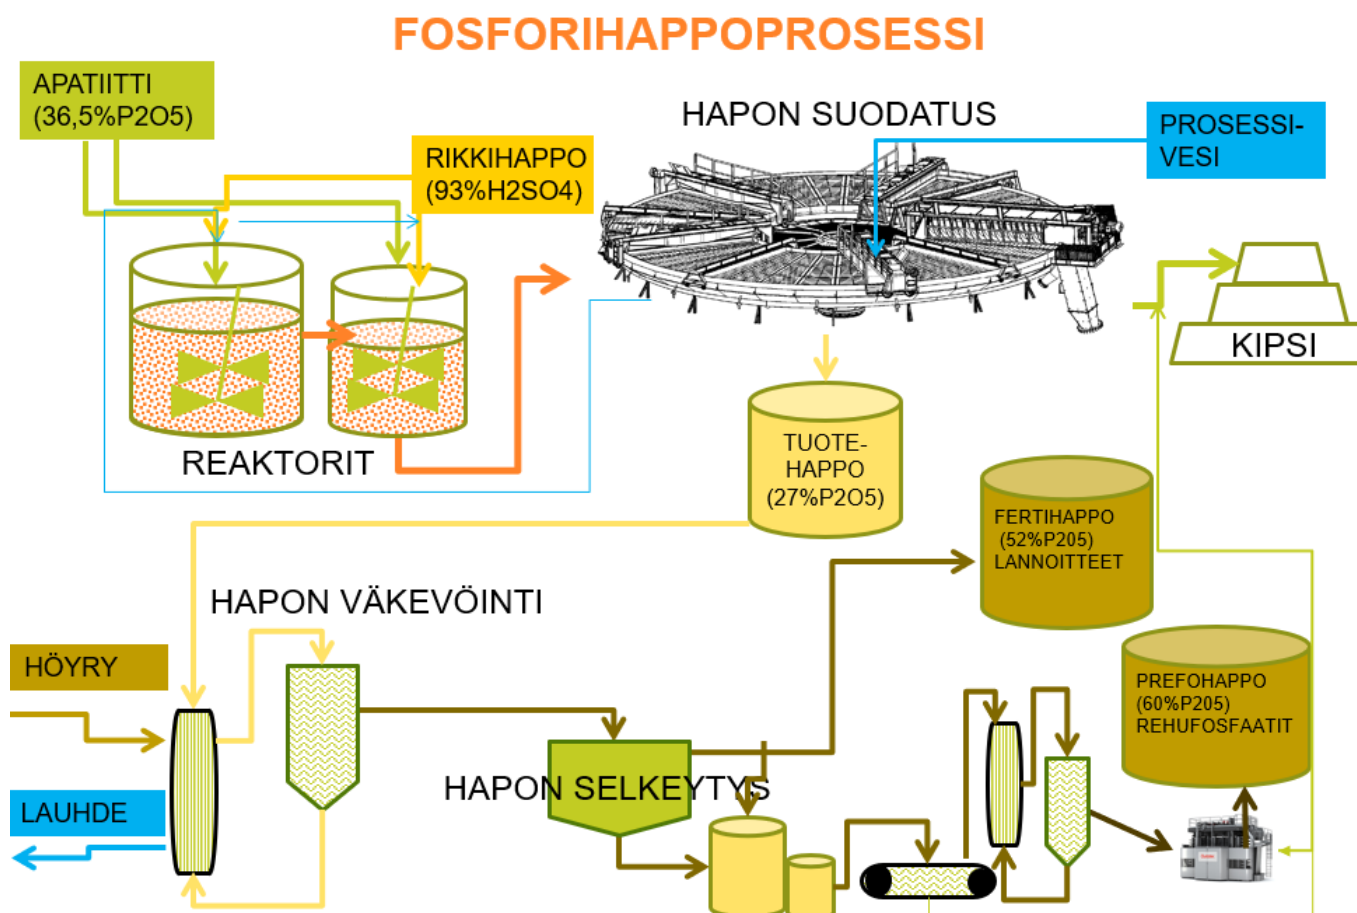 FOSFORIHAPPOPROSESSI
APATIITTI
(36,5%P2O5)
RIKKIHAPPO
(93%H2SO4)
HAPON SUODATUS
PROSESSI-
VESI
KIPSI
REAKTORIT
TUOTE-
HAPPO
(27%P2O5)
FERTIHAPPO
(52%P205)
LANNOITTEET
HAPON VÄKEVÖINTI
HÖYRY
PREFOHAPPO
(60%P205)
REHUFOSFAATIT
HAPON SELKEYTYS
LAUHDE